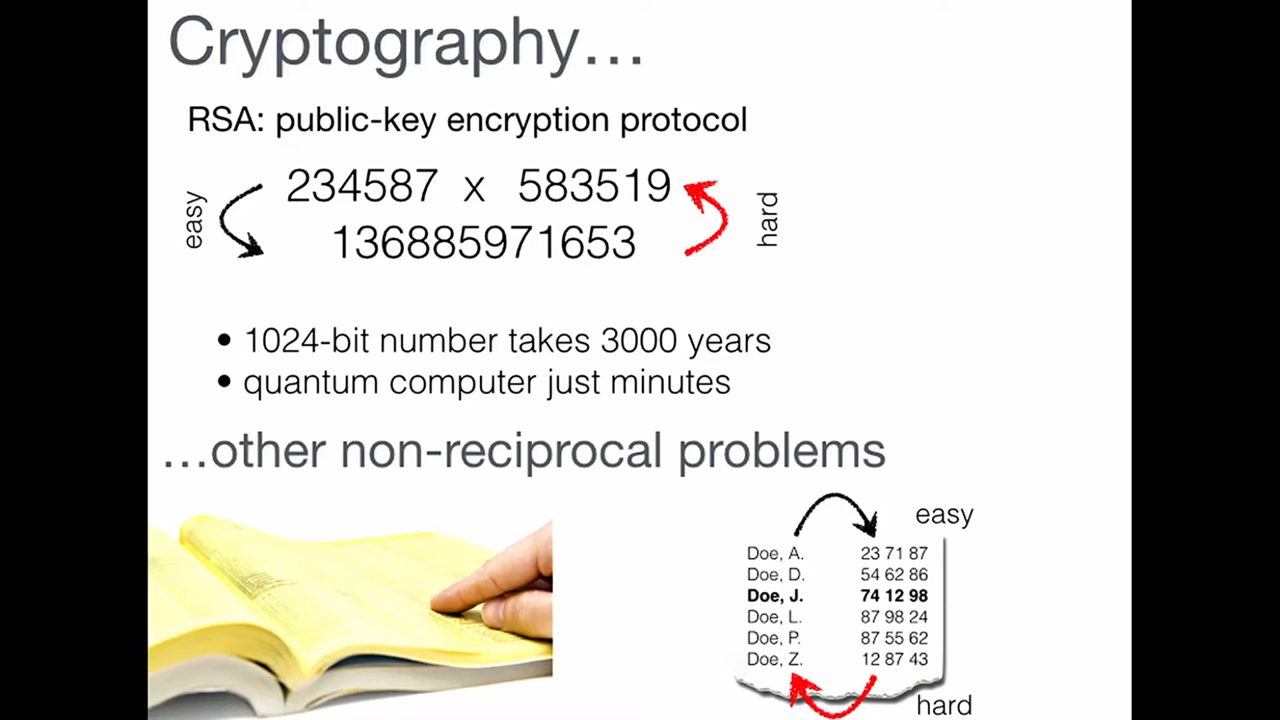 Cryptography...
RSA: public-key encryption protocol
easy
234587 x 583519
136885971653
hard
• 1024-bit number takes 3000 years
• quantum computer just minutes
...other non-reciprocal problems
easy
Doe, A. 23 71 87
Doe, D. 54 62 86
Doe, J. 74 12 98
Doe, L. 87 98 24
Doe, P. 87 55 62
Doe, Z. 12 87 43
hard